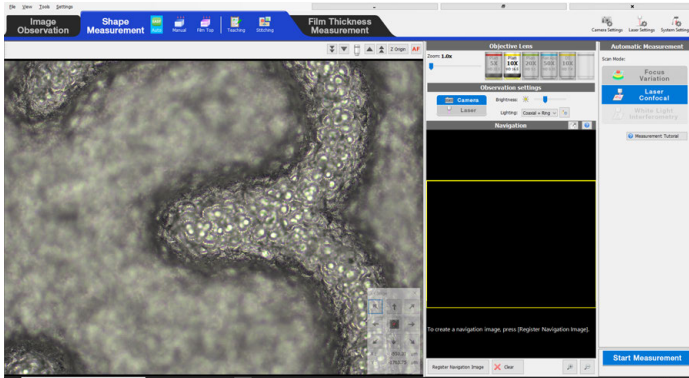 File View Tools Settings
Image Observation
Shape Measurement
Auto
Manual
Film Top
Teaching
Stitching
Film Thickness Measurement
Camera Settings
Laser Settings
System Settings
Z Origin
AF
Objective Lens
Zoom: 1.0x
5X
10X
20X
50X
Observation settings
Camera
Laser
Brightness:
Lighting: Coaxial + Ring
Navigation
To create a navigation image, press [Register Navigation Image].
Register Navigation Image
Clear
Automatic Measurement
Scan Mode:
Focus Variation
Laser Confocal
White Light Interferometry
Measurement Tutorial
Start Measurement